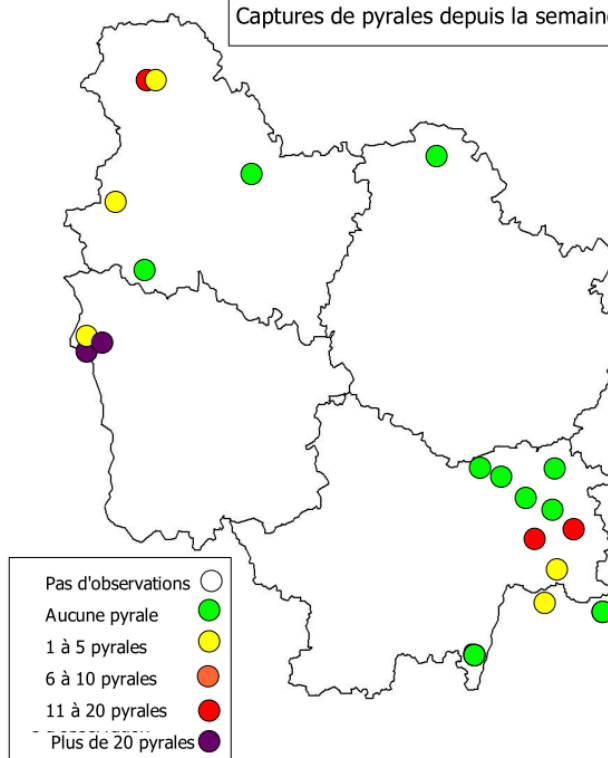 Captures de pyrales depuis la semaine
Pas d'observations
Aucune pyrale
1 à 5 pyrales
6 à 10 pyrales
11 à 20 pyrales
Plus de 20 pyrales